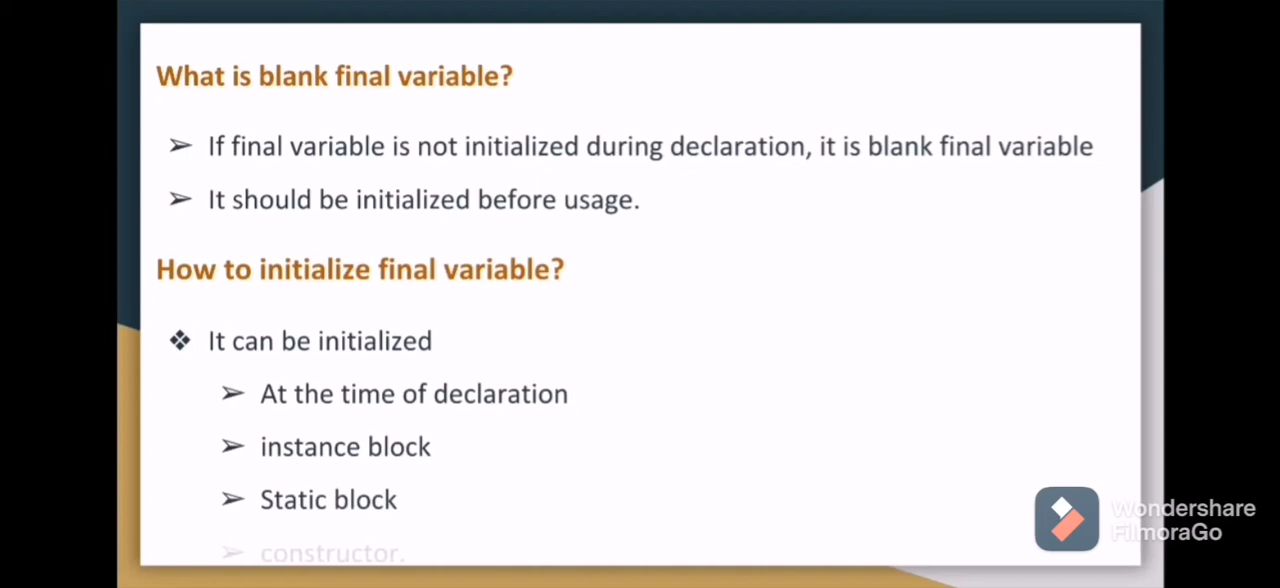 What is blank final variable?
➢ If final variable is not initialized during declaration, it is blank final variable
➢ It should be initialized before usage.
How to initialize final variable?
❖ It can be initialized
➢ At the time of declaration
➢ instance block
➢ Static block
➢ constructor.
Wondershare
FilmoraGo